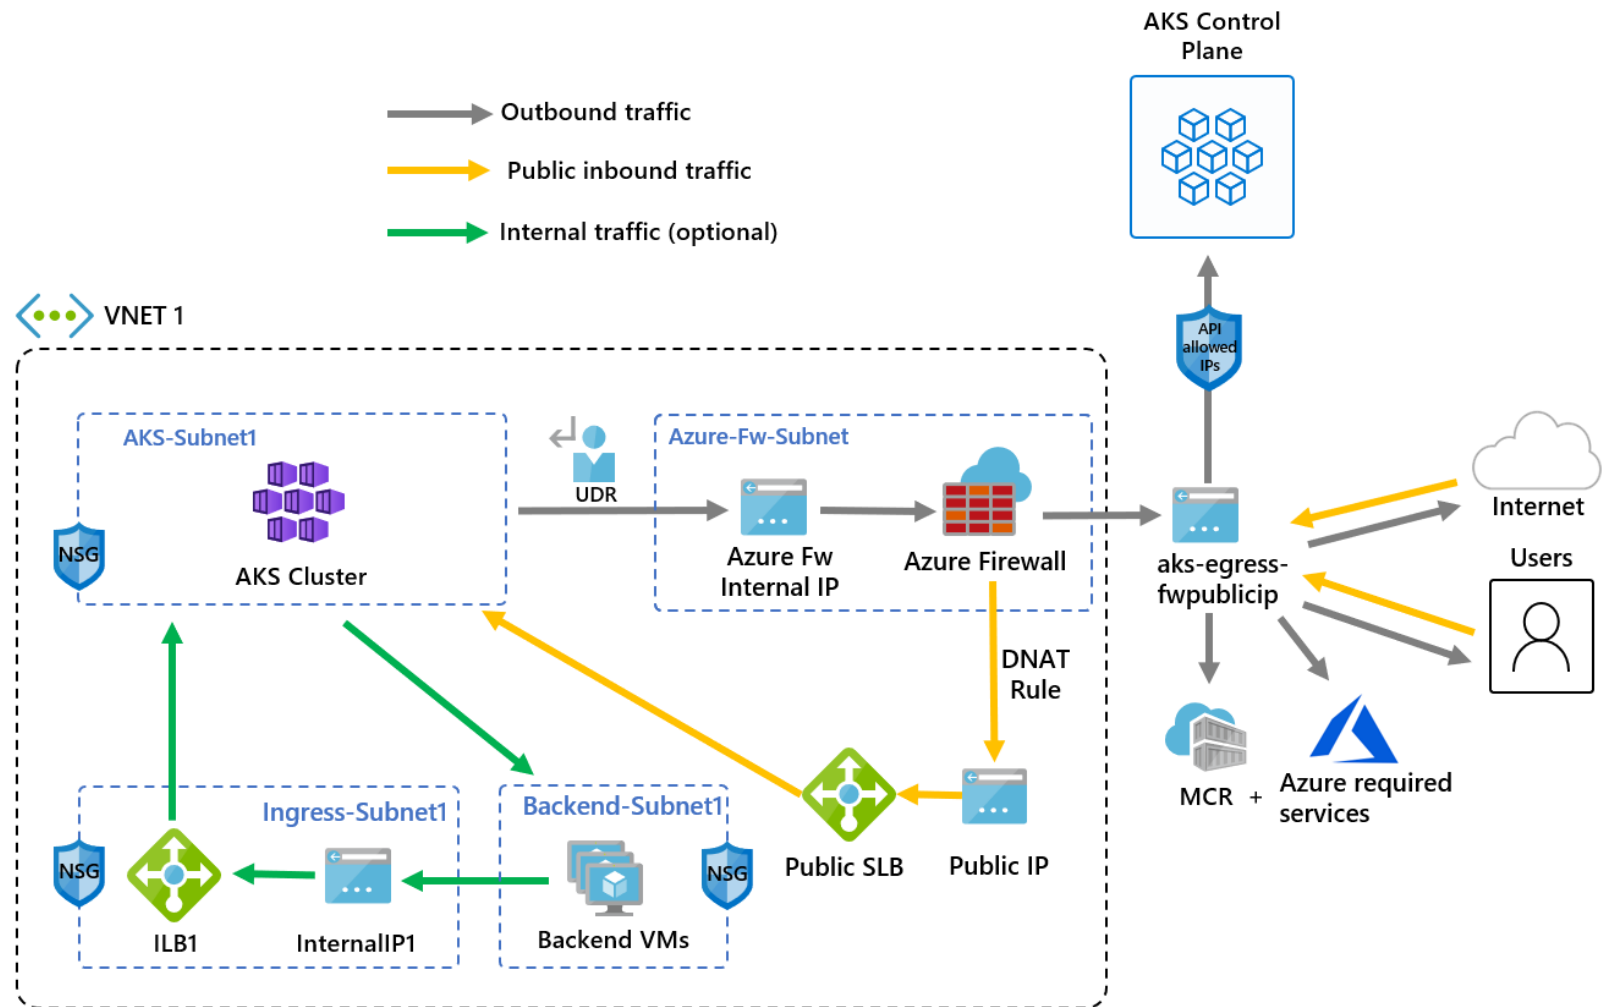 AKS Control
Plane
Outbound traffic
Public inbound traffic
Internal traffic (optional)
VNET 1
API
allowed
IPs
AKS-Subnet1
UDR
Azure-Fw-Subnet
NSG
AKS Cluster
Azure Fw
Internal IP
Azure Firewall
aks-egress-
fwpublicip
Internet
Users
DNAT
Rule
MCR +
Azure required
services
Ingress-Subnet1
Backend-Subnet1
NSG
ILB1
InternalIP1
Backend VMs
NSG
Public SLB
Public IP